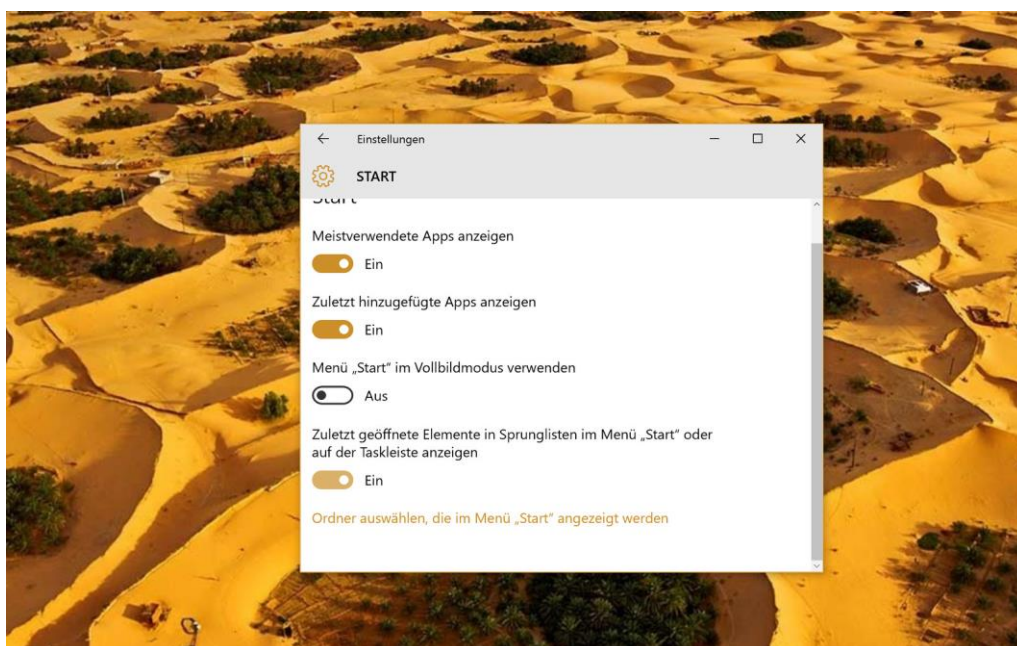 Einstellungen
START
Start
Meistverwendete Apps anzeigen
Ein
Zuletzt hinzugefügte Apps anzeigen
Ein
Menü „Start“ im Vollbildmodus verwenden
Aus
Zuletzt geöffnete Elemente in Sprunglisten im Menü „Start“ oder
auf der Taskleiste anzeigen
Ein
Ordner auswählen, die im Menü „Start“ angezeigt werden